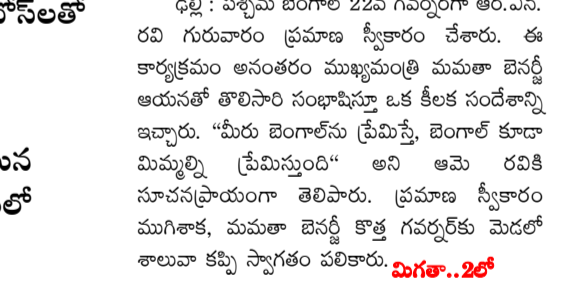 ఢిల్లీ : పశ్చిమ బెంగాల్ 22వ గవర్నర్‌గా ఆర్.ఎన్.
రవి గురువారం ప్రమాణ స్వీకారం చేశారు. ఈ
కార్యక్రమం అనంతరం ముఖ్యమంత్రి మమతా బెనర్జీ
ఆయనతో తొలిసారి సంభాషిస్తూ ఒక కీలక సందేశాన్ని
ఇచ్చారు. “మీరు బెంగాల్‌ను ప్రేమిస్తే, బెంగాల్ కూడా
మిమ్మల్ని ప్రేమిస్తుంది“ అని ఆమె రవికి
సూచనప్రాయంగా తెలిపారు. ప్రమాణ స్వీకారం
ముగిశాక, మమతా బెనర్జీ కొత్త గవర్నర్‌కు మెడలో
శాలువా కప్పి స్వాగతం పలికారు. మిగతా..2లో